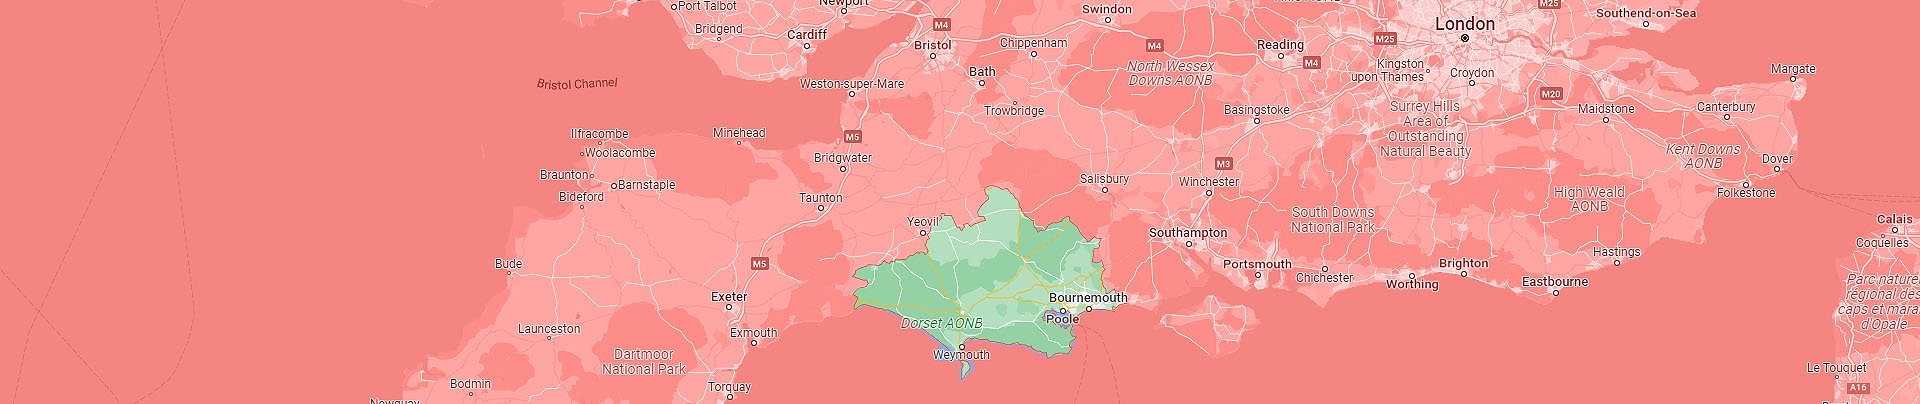 Port Talbot
Newport
Bridgend
Cardiff
M4
Bristol
Chippenham
Swindon
M4
Reading
M4
M25
London
M25
Southend-on-Sea
Bristol Channel
Weston-super-Mare
Bath
Trowbridge
North Wessex
Downs AONB
Basingstoke
Kingston
upon Thames
Croydon
Surrey Hills
Area of
Outstanding
Natural Beauty
M20
Maidstone
Margate
Canterbury
Kent Downs
AONB
Dover
Folkestone
Ilfracombe
Woolacombe
Braunton
Barnstaple
Bideford
Minehead
M5
Bridgwater
Taunton
Yeovil
Salisbury
M3
Winchester
Southampton
South Downs
National Park
High Weald
AONB
Hastings
Calais
Coquelles
Bude
M5
Exeter
Exmouth
Launceston
Dartmoor
National Park
Bodmin
Newquay
Torquay
Dorset AONB
Weymouth
Bournemouth
Poole
Portsmouth
Chichester
Worthing
Brighton
Eastbourne
Parc naturel
régional des
caps et marais
d'Opale
Le Touquet
A16